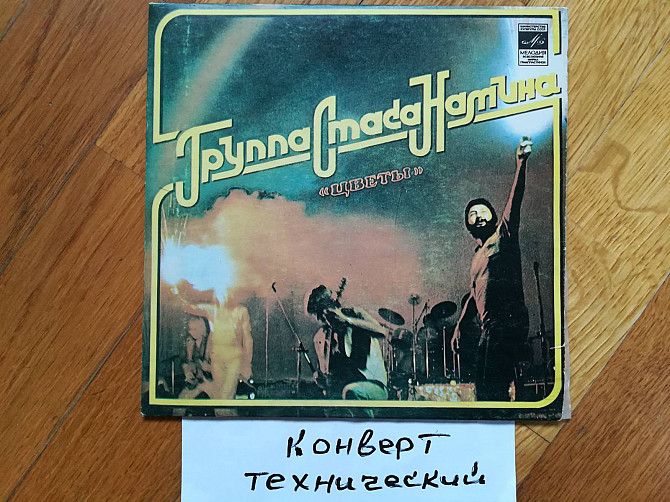 МЕЛОДИЯ
Группа Стаса Намина
«ЦВЕТЫ»
Конверт
технический